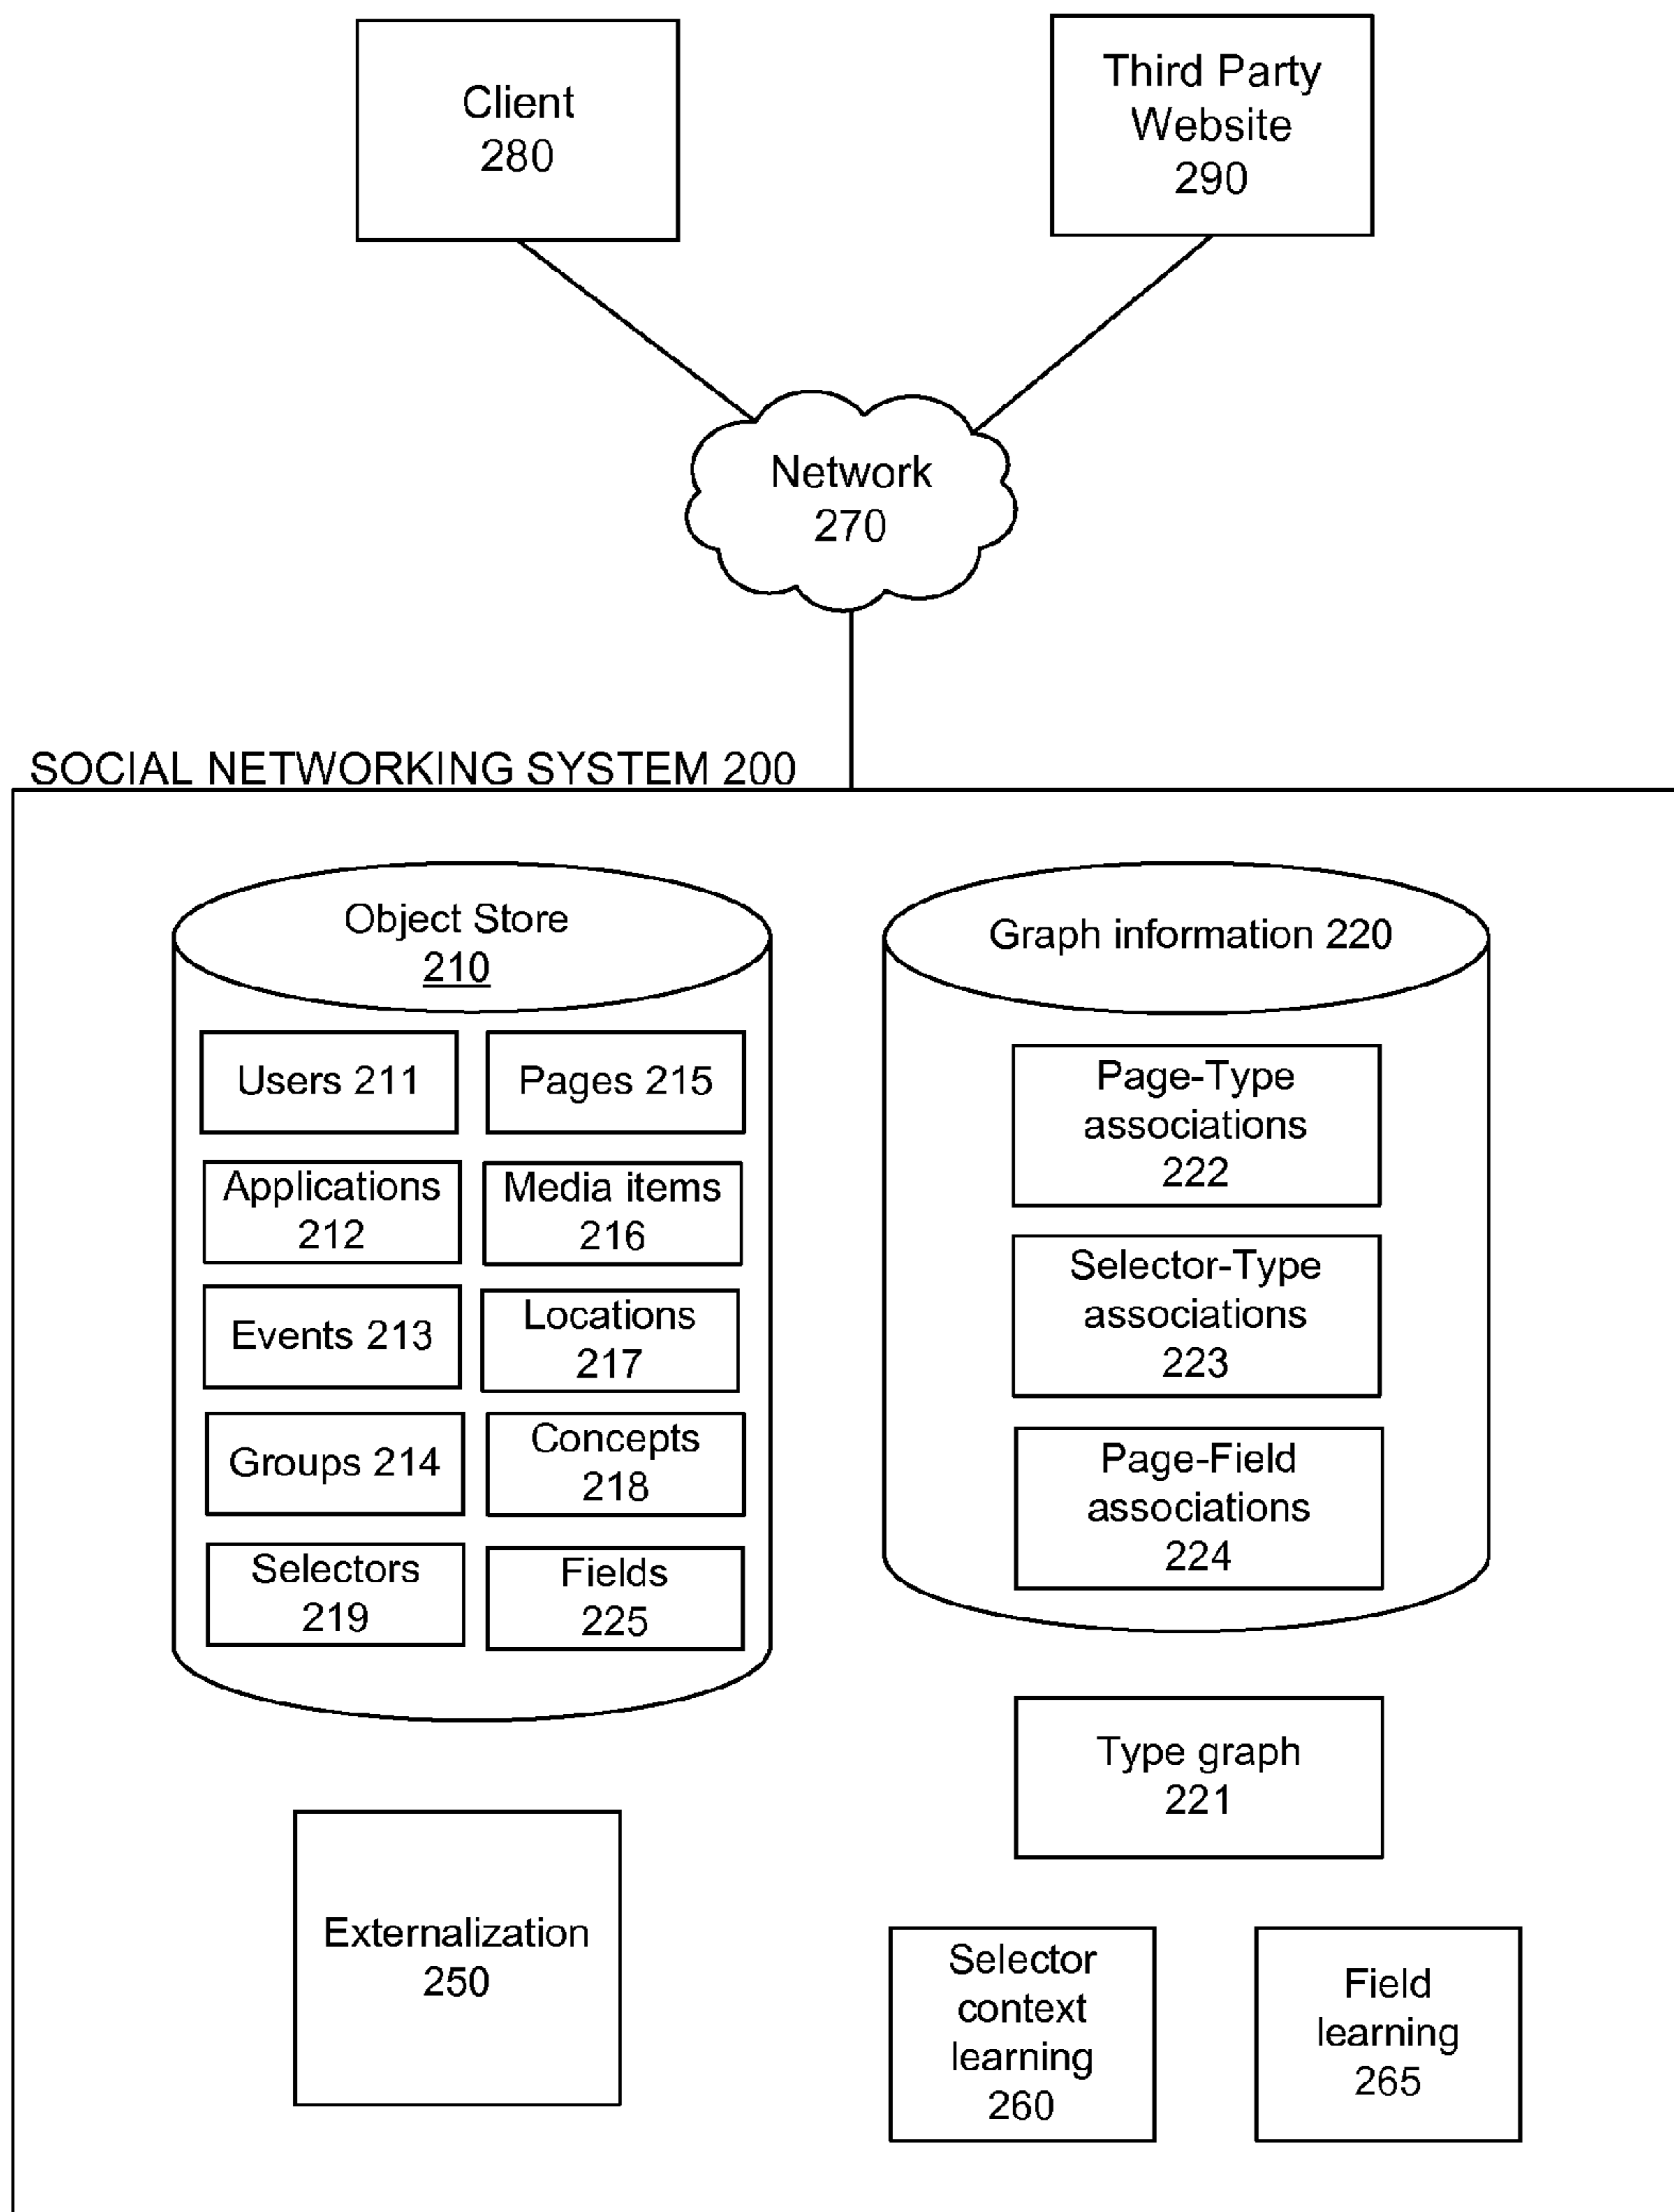 Client
280
Third Party
Website
290
Network
270
SOCIAL NETWORKING SYSTEM 200
Object Store
210
Users 211
Pages 215
Applications
212
Media items
216
Events 213
Locations
217
Groups 214
Concepts
218
Selectors
219
Fields
225
Graph information 220
Page-Type
associations
222
Selector-Type
associations
223
Page-Field
associations
224
Type graph
221
Externalization
250
Selector
context
learning
260
Field
learning
265